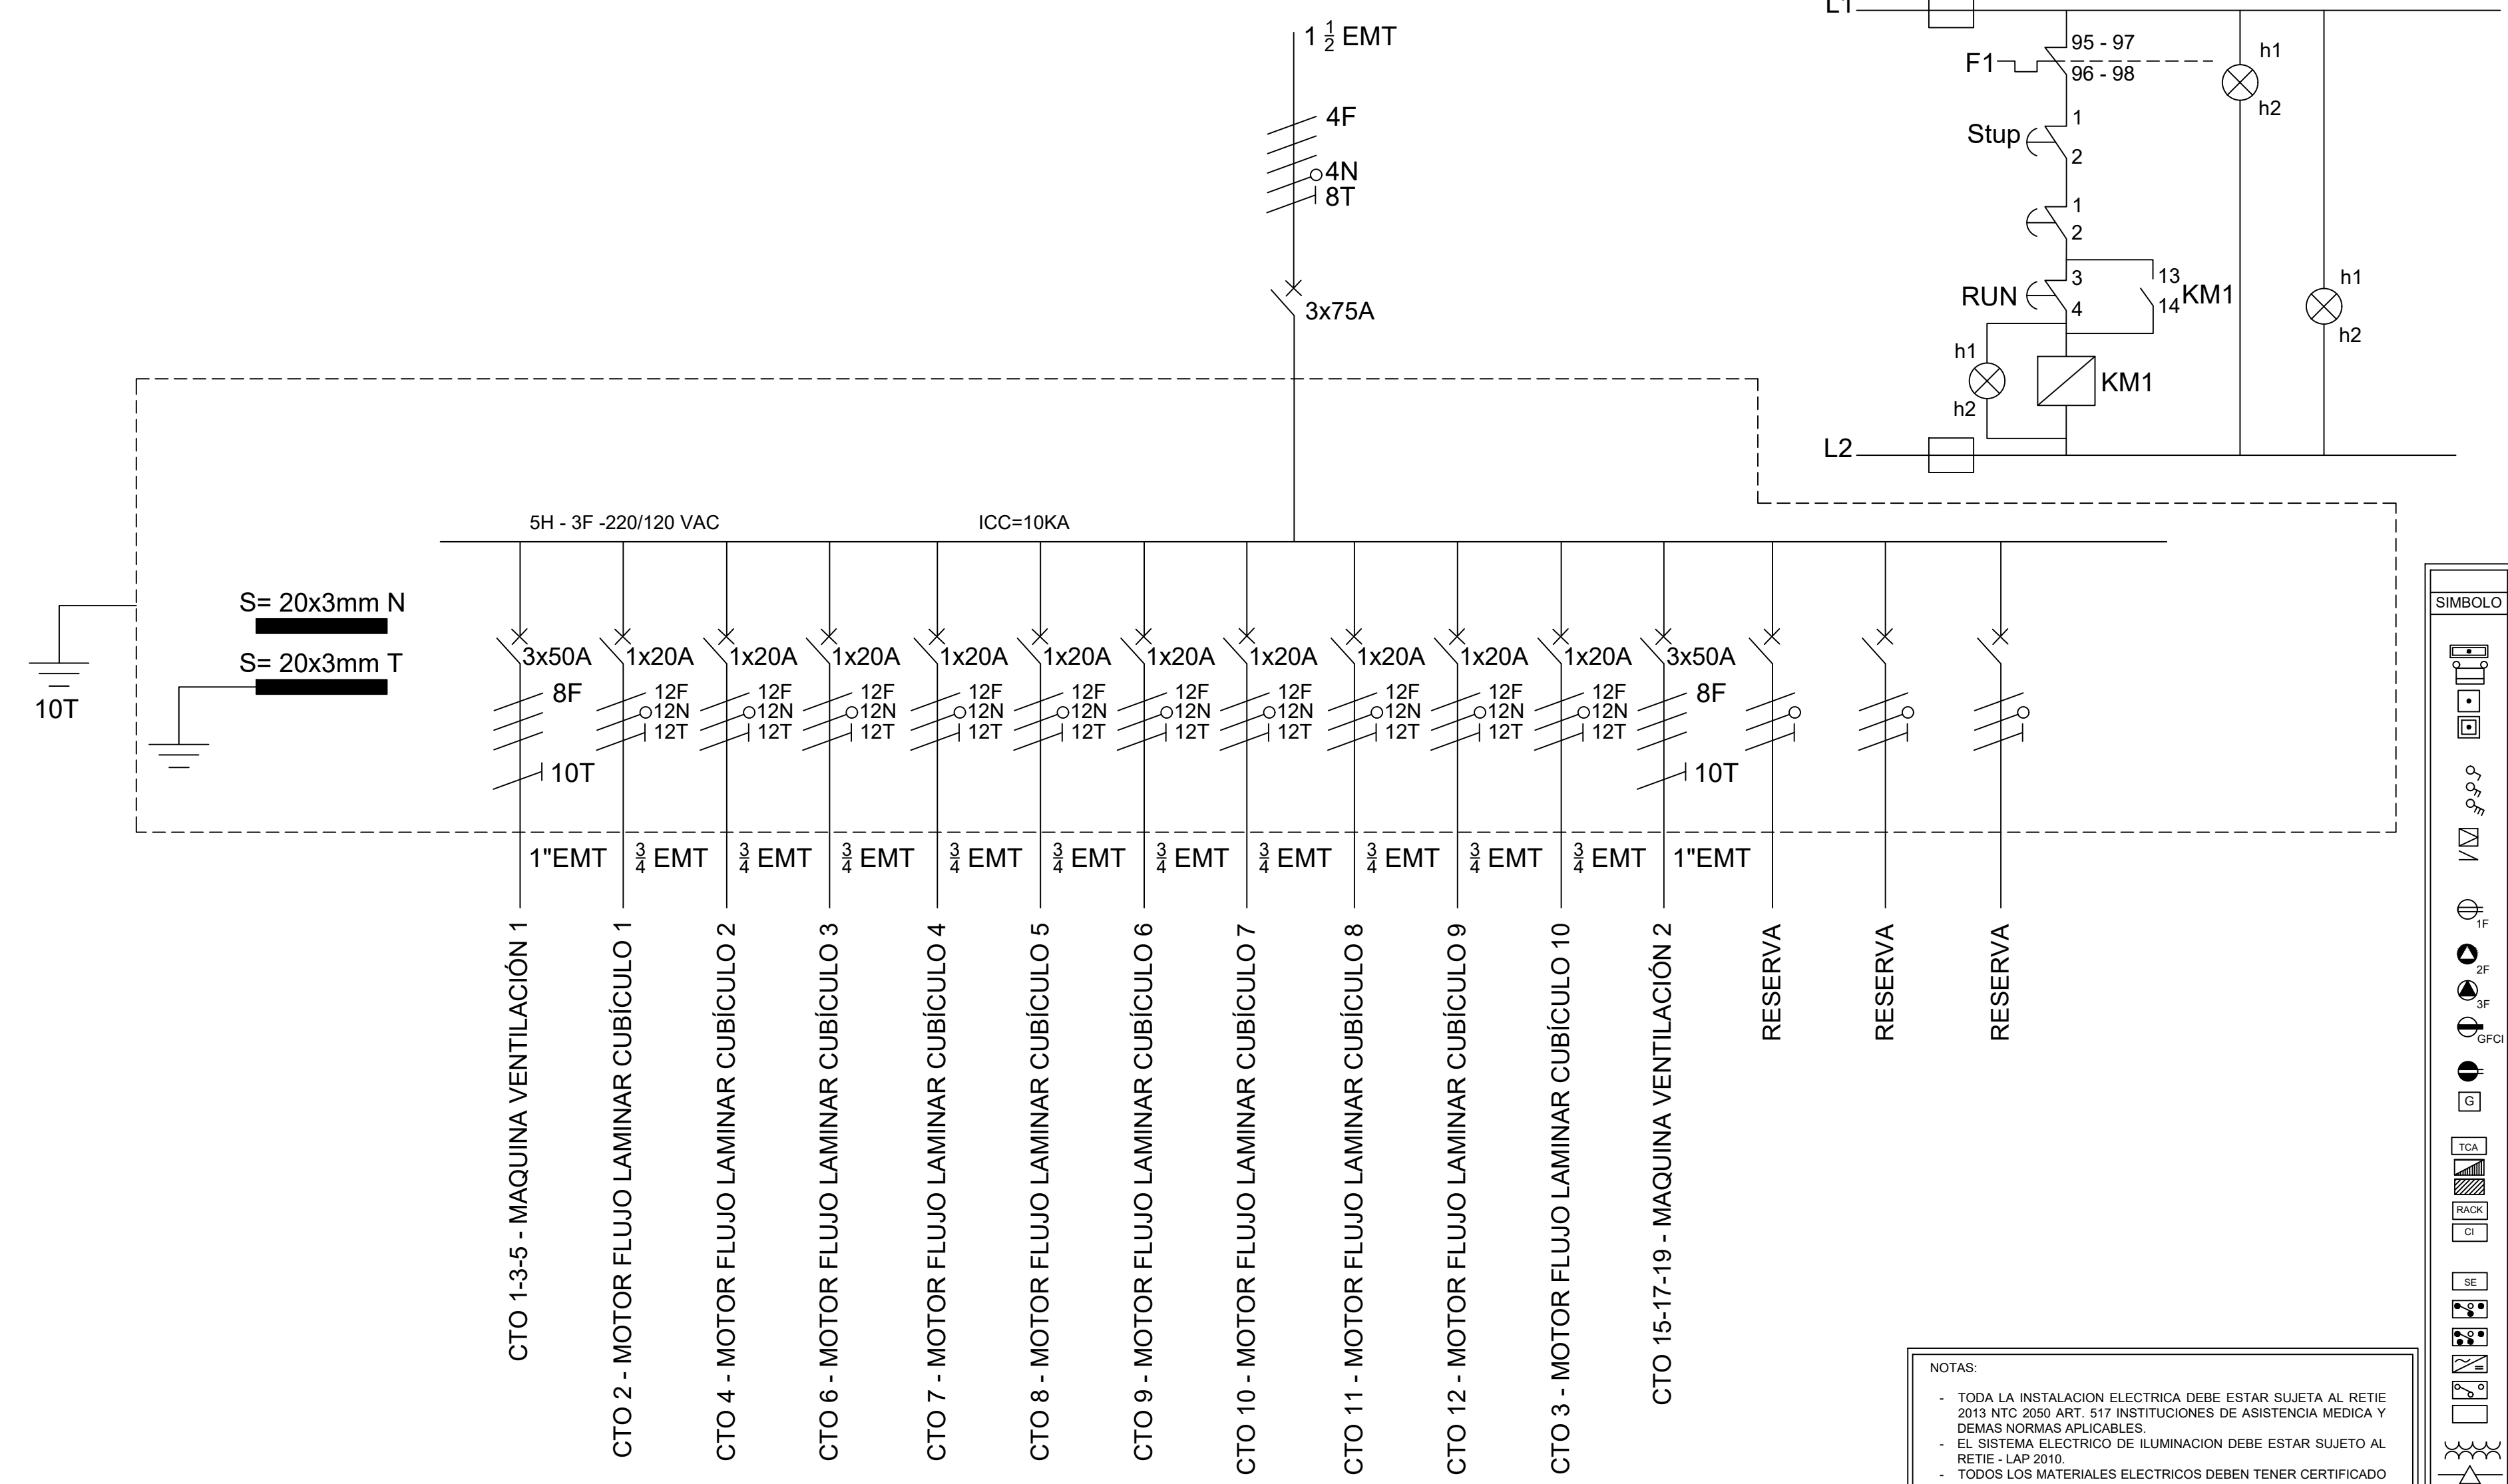 L1
1 1/2 EMT
4F
4N
8T
3x75A
F1
95 - 97
96 - 98
h1
h2
Stup
1
2
1
2
RUN
3
4
13
14
KM1
h1
h2
h1
h2
KM1
L2
5H - 3F -220/120 VAC
ICC=10KA
S= 20x3mm N
S= 20x3mm T
10T
3x50A
1x20A
1x20A
1x20A
1x20A
1x20A
1x20A
1x20A
1x20A
1x20A
1x20A
3x50A
8F
10T
12F
12N
12T
12F
12N
12T
12F
12N
12T
12F
12N
12T
12F
12N
12T
12F
12N
12T
12F
12N
12T
12F
12N
12T
12F
12N
12T
12F
12N
12T
8F
10T
1"EMT
3/4 EMT
3/4 EMT
3/4 EMT
3/4 EMT
3/4 EMT
3/4 EMT
3/4 EMT
3/4 EMT
3/4 EMT
3/4 EMT
1"EMT
CTO 1-3-5 - MAQUINA VENTILACIÓN 1
CTO 2 - MOTOR FLUJO LAMINAR CUBÍCULO 1
CTO 4 - MOTOR FLUJO LAMINAR CUBÍCULO 2
CTO 6 - MOTOR FLUJO LAMINAR CUBÍCULO 3
CTO 7 - MOTOR FLUJO LAMINAR CUBÍCULO 4
CTO 8 - MOTOR FLUJO LAMINAR CUBÍCULO 5
CTO 9 - MOTOR FLUJO LAMINAR CUBÍCULO 6
CTO 10 - MOTOR FLUJO LAMINAR CUBÍCULO 7
CTO 11 - MOTOR FLUJO LAMINAR CUBÍCULO 8
CTO 12 - MOTOR FLUJO LAMINAR CUBÍCULO 9
CTO 3 - MOTOR FLUJO LAMINAR CUBÍCULO 10
CTO 15-17-19 - MAQUINA VENTILACIÓN 2
RESERVA
RESERVA
RESERVA
SIMBOLO
1F
2F
3F
GFCI
G
TCA
RACK
CI
SE
NOTAS:
- TODA LA INSTALACION ELECTRICA DEBE ESTAR SUJETA AL RETIE
2013 NTC 2050 ART. 517 INSTITUCIONES DE ASISTENCIA MEDICA Y
DEMAS NORMAS APLICABLES.
- EL SISTEMA ELECTRICO DE ILUMINACION DEBE ESTAR SUJETO AL
RETIE - LAP 2010.
- TODOS LOS MATERIALES ELECTRICOS DEBEN TENER CERTIFICADO